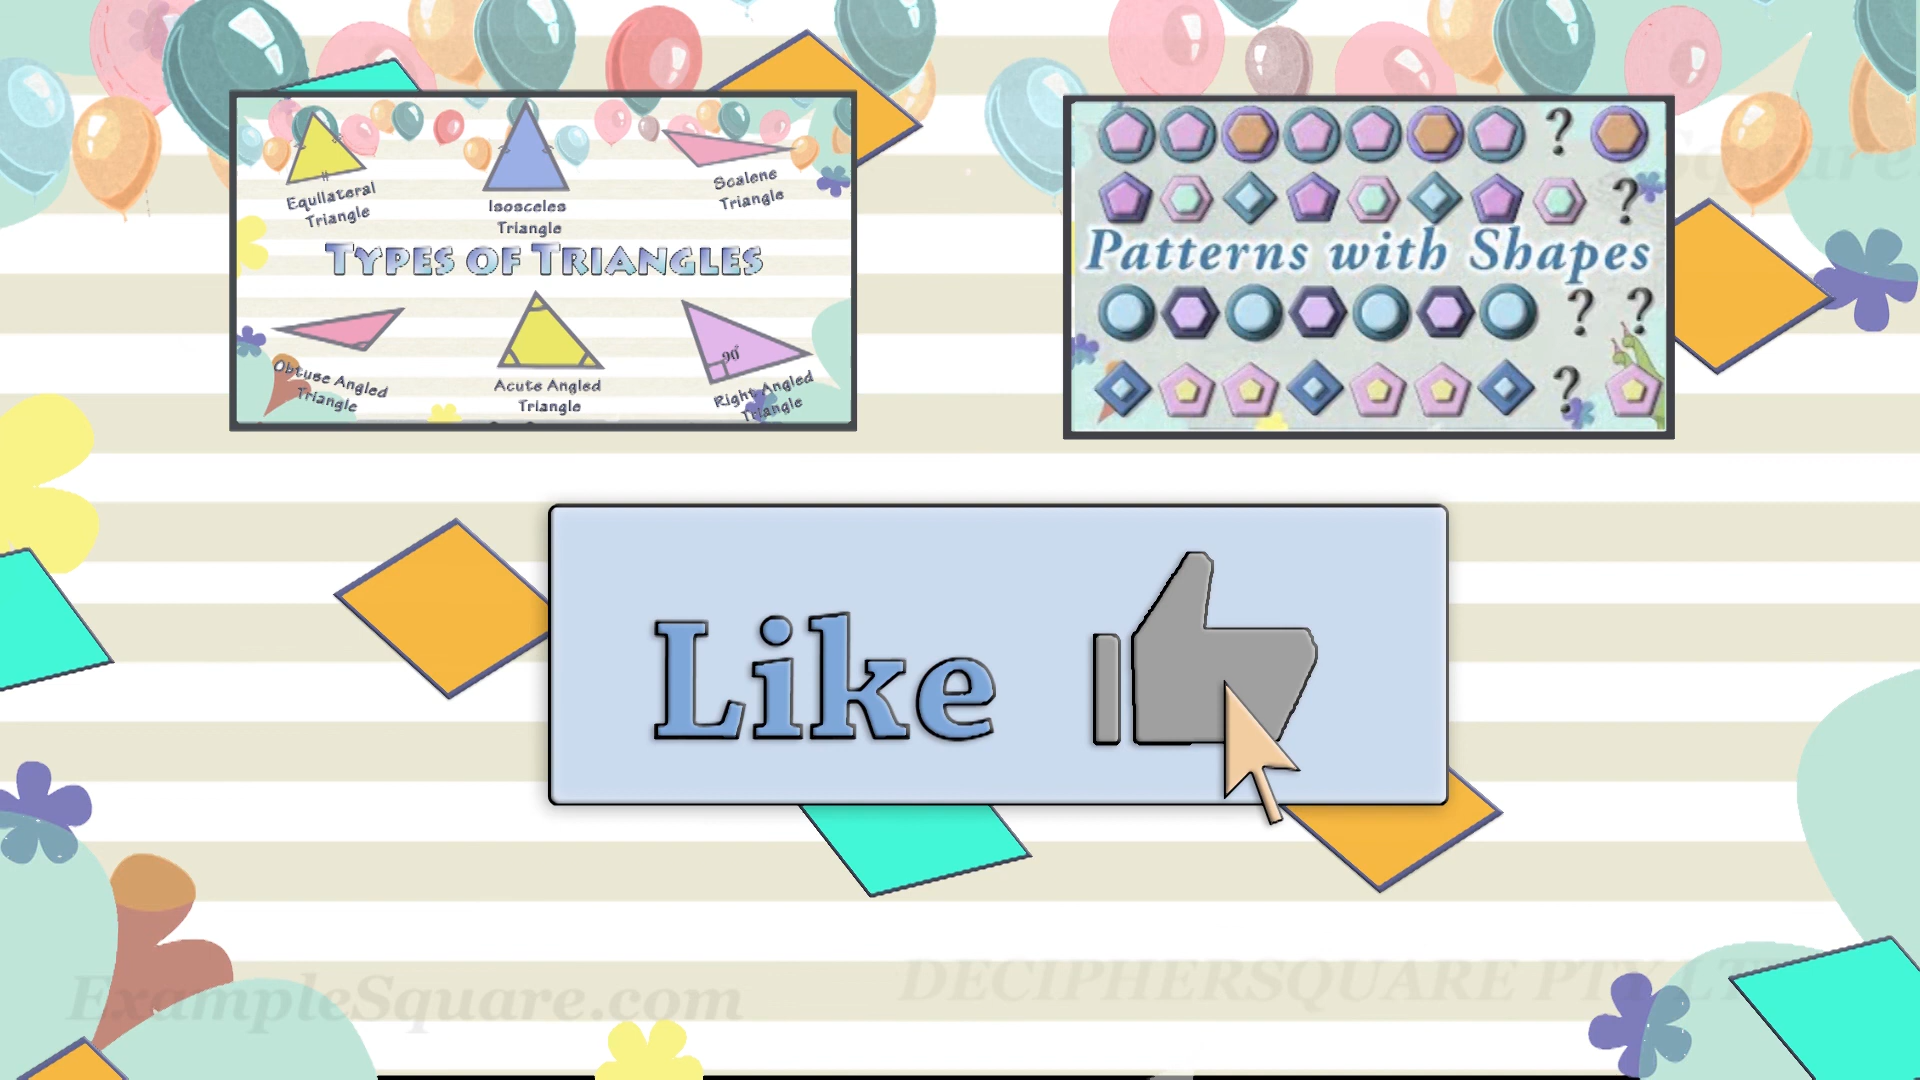 Equilateral
Triangle
Isosceles
Triangle
Scalene
Triangle
TYPES OF TRIANGLES
Obtuse Angled
Triangle
Acute Angled
Triangle
90°
Right Angled
Triangle
?
?
Patterns with Shapes
? ?
?
Like
ExampleSquare.com
DECIPHERSQUARE PTY LT